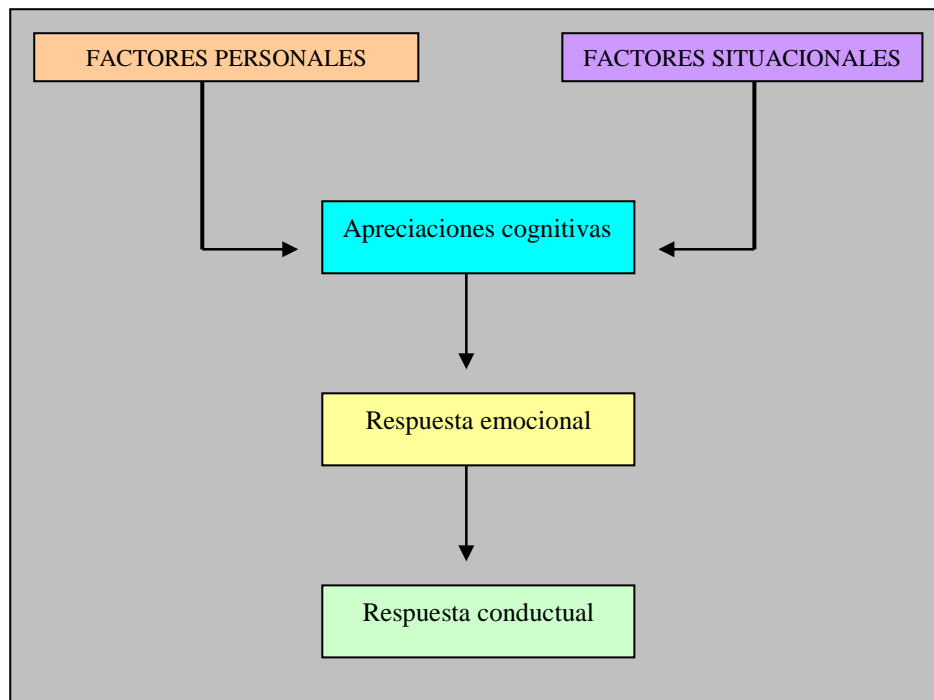 FACTORES PERSONALES
FACTORES SITUACIONALES
Apreciaciones cognitivas
Respuesta emocional
Respuesta conductual